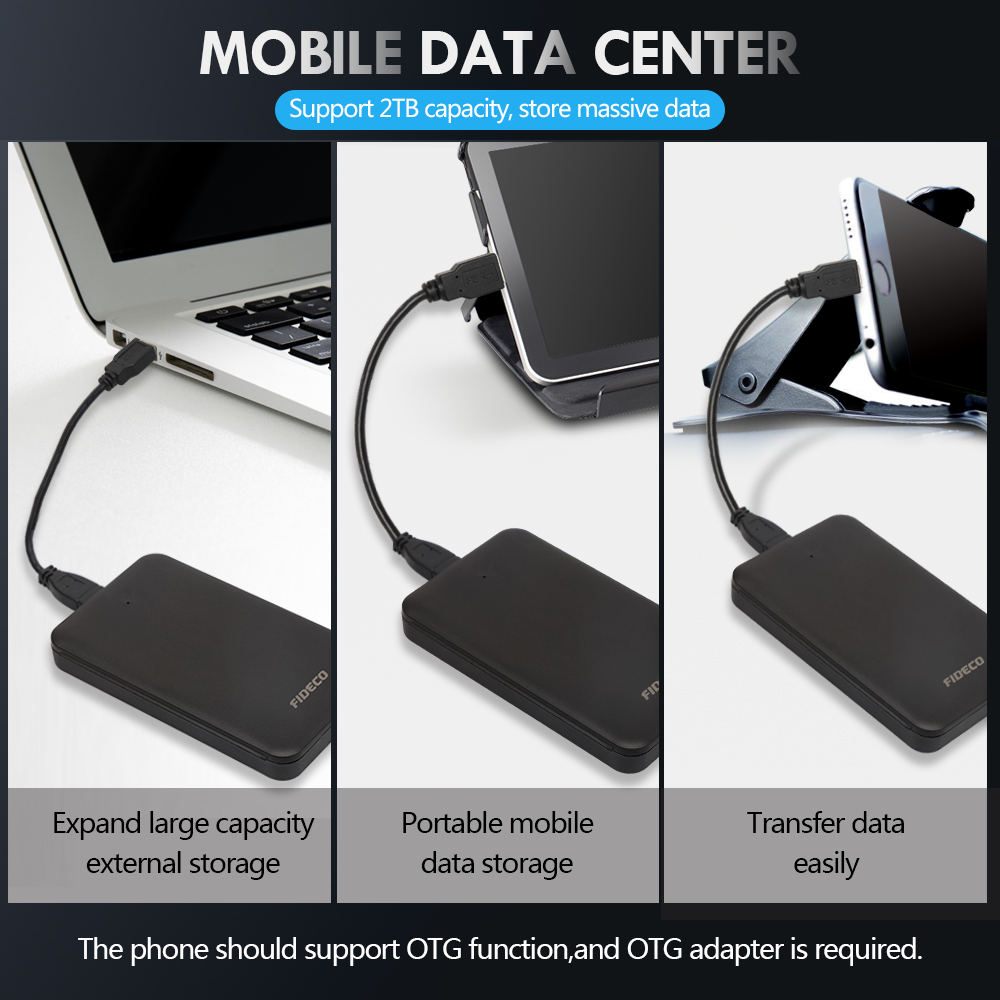 MOBILE DATA CENTER
Support 2TB capacity, store massive data
FIDECO
FIDECO
Expand large capacity
external storage
Portable mobile
data storage
Transfer data
easily
The phone should support OTG function,and OTG adapter is required.